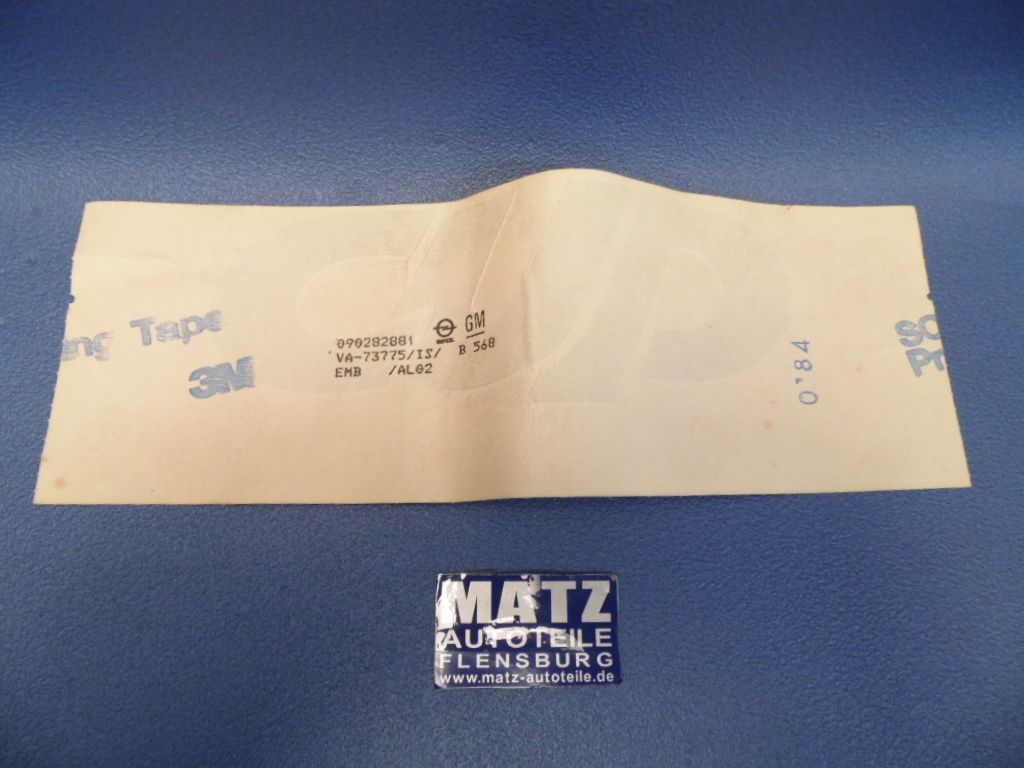 ng Tape
3M
090282881
GM
VA-73775/IS/
B 568
EMB /AL02
0'84
SC
Pr
MATZ
AUTOTEILE
FLENSBURG
www.matz-autoteile.de